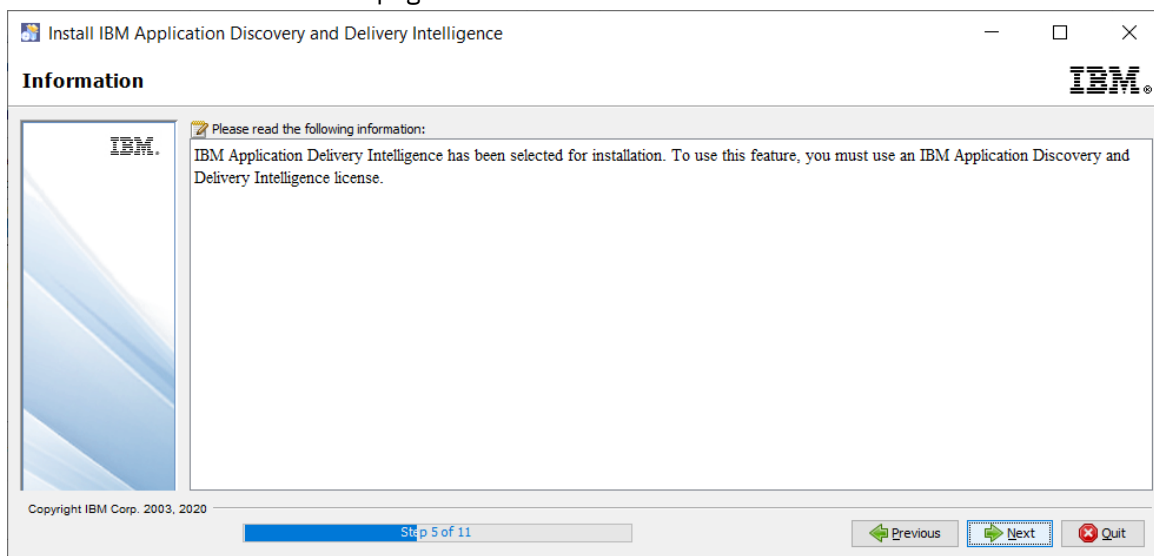 Install IBM Application Discovery and Delivery Intelligence
Information
IBM®
IBM.
Please read the following information:
IBM Application Delivery Intelligence has been selected for installation. To use this feature, you must use an IBM Application Discovery and
Delivery Intelligence license.
Copyright IBM Corp. 2003, 2020
Step 5 of 11
Previous
Next
Quit